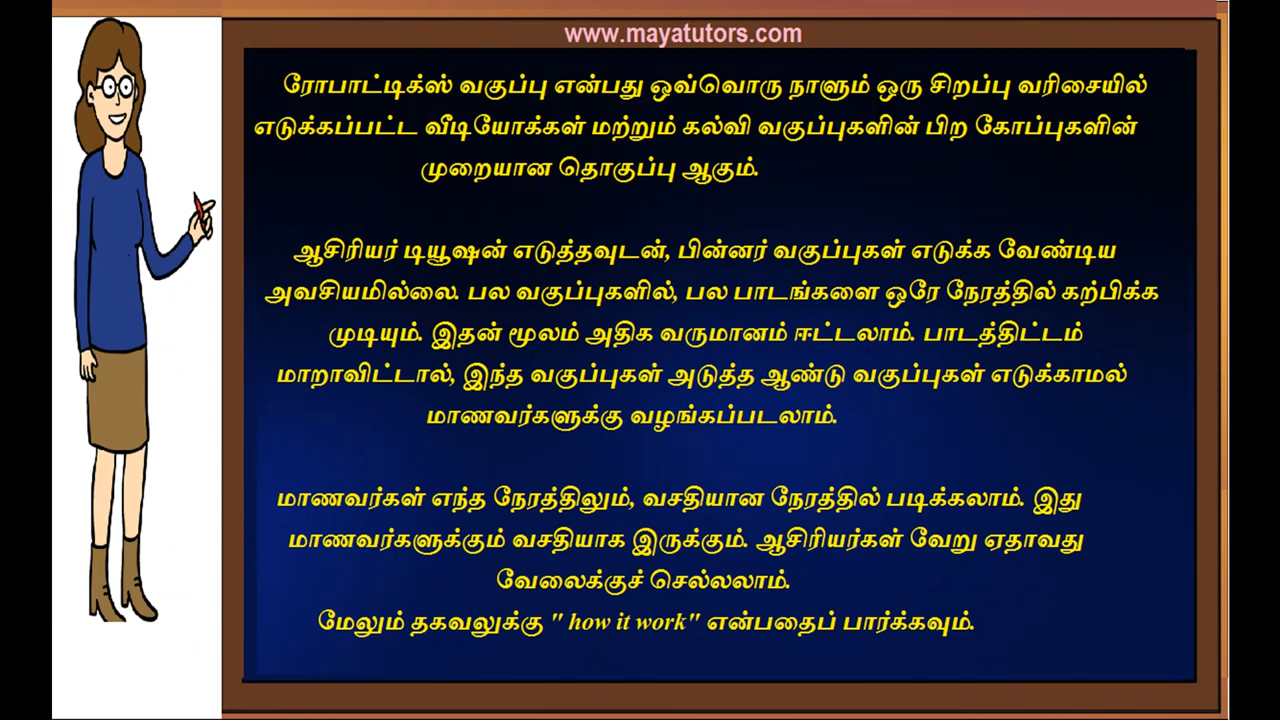 www.mayatutors.com
ரோபாட்டிக்ஸ் வகுப்பு என்பது ஒவ்வொரு நாளும் ஒரு சிறப்பு வரிசையில்
எடுக்கப்பட்ட வீடியோக்கள் மற்றும் கல்வி வகுப்புகளின் பிற கோப்புகளின்
முறையான தொகுப்பு ஆகும்.
ஆசிரியர் டியூஷன் எடுத்தவுடன், பின்னர் வகுப்புகள் எடுக்க வேண்டிய
அவசியமில்லை. பல வகுப்புகளில், பல பாடங்களை ஒரே நேரத்தில் கற்பிக்க
முடியும். இதன் மூலம் அதிக வருமானம் ஈட்டலாம். பாடத்திட்டம்
மாறாவிட்டால், இந்த வகுப்புகள் அடுத்த ஆண்டு வகுப்புகள் எடுக்காமல்
மாணவர்களுக்கு வழங்கப்படலாம்.
மாணவர்கள் எந்த நேரத்திலும், வசதியான நேரத்தில் படிக்கலாம். இது
மாணவர்களுக்கும் வசதியாக இருக்கும். ஆசிரியர்கள் வேறு ஏதாவது
வேலைக்குச் செல்லலாம்.
மேலும் தகவலுக்கு " how it work" என்பதைப் பார்க்கவும்.